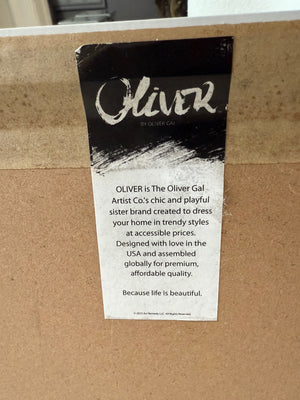 OLIVER
BY OLIVER GAL
OLIVER is The Oliver Gal
Artist Co.'s chic and playful
sister brand created to dress
your home in trendy styles
at accessible prices.
Designed with love in the
USA and assembled
globally for premium,
affordable quality.
Because life is beautiful.